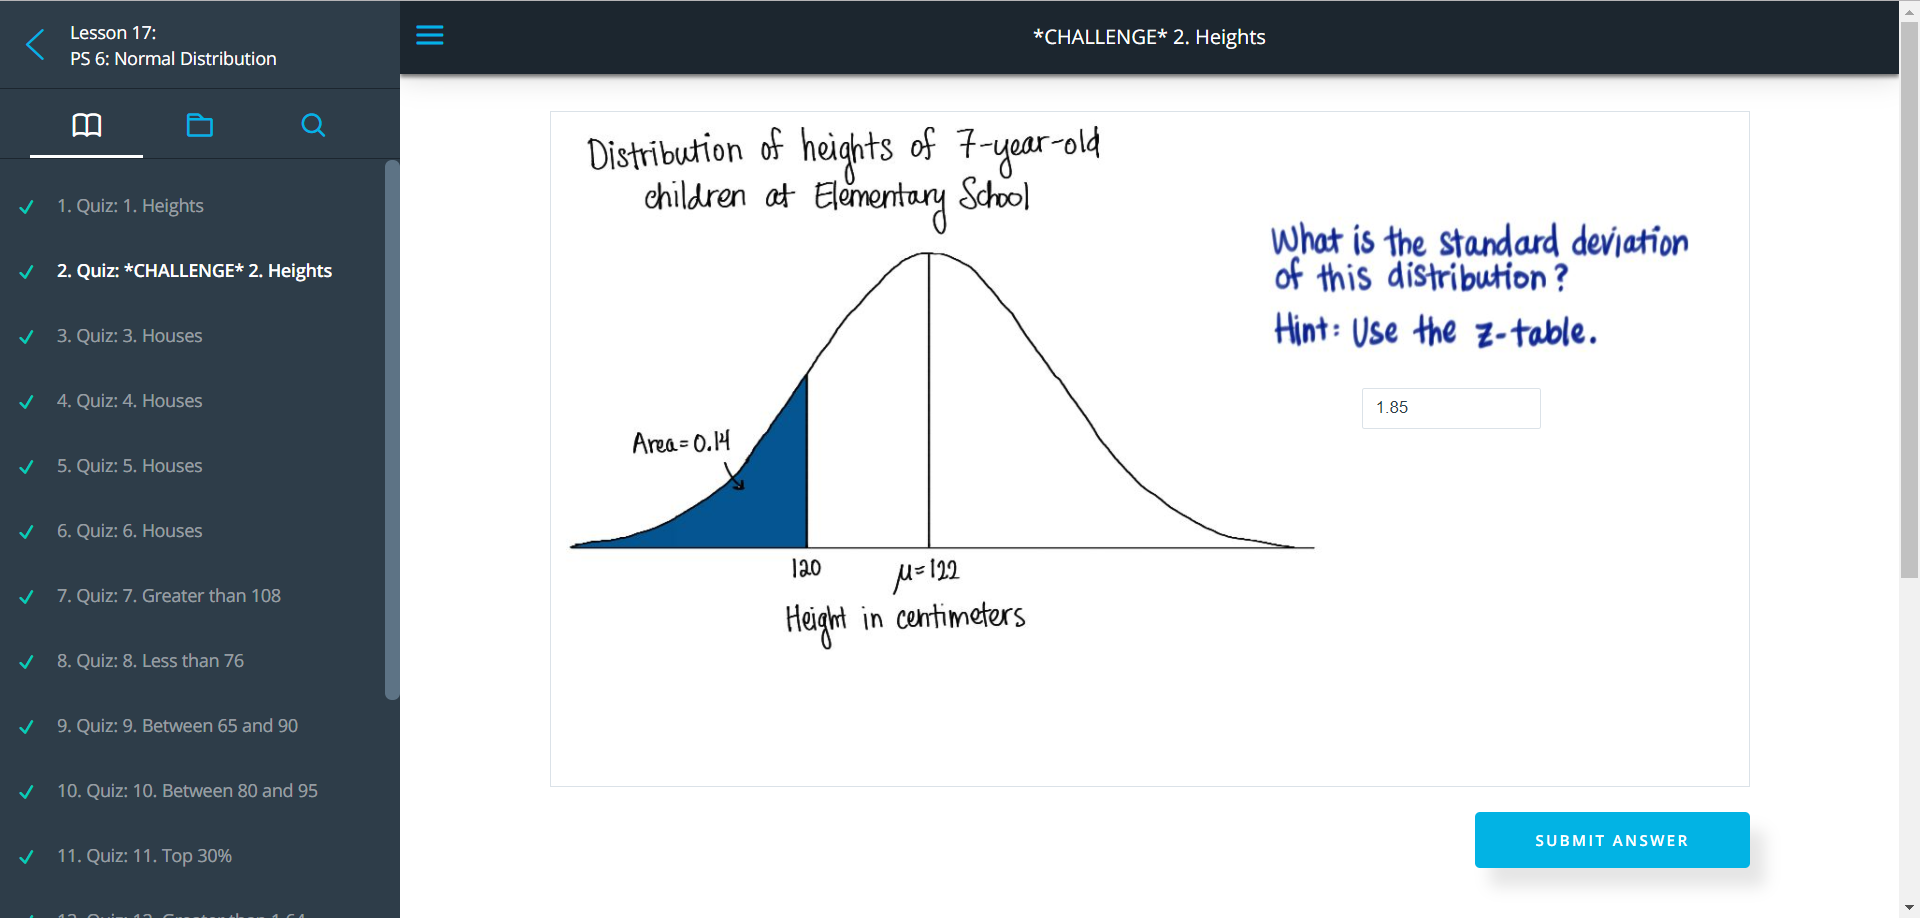 Lesson 17:
PS 6: Normal Distribution
*CHALLENGE* 2. Heights
1. Quiz: 1. Heights
2. Quiz: *CHALLENGE* 2. Heights
3. Quiz: 3. Houses
4. Quiz: 4. Houses
5. Quiz: 5. Houses
6. Quiz: 6. Houses
7. Quiz: 7. Greater than 108
8. Quiz: 8. Less than 76
9. Quiz: 9. Between 65 and 90
10. Quiz: 10. Between 80 and 95
11. Quiz: 11. Top 30%
Distribution of heights of 7-year-old
children at Elementary School
Area=0.14
120
μ=122
Height in centimeters
What is the standard deviation
of this distribution?
Hint: Use the z-table.
1.85
SUBMIT ANSWER